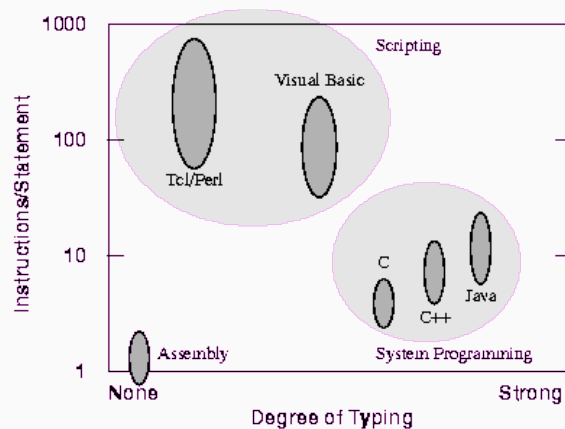 1000
Scripting
Visual Basic
100
Tcl/Perl
Instructions/Statement
10
C
C++
Java
Assembly
System Programming
1
None
Strong
Degree of Typing